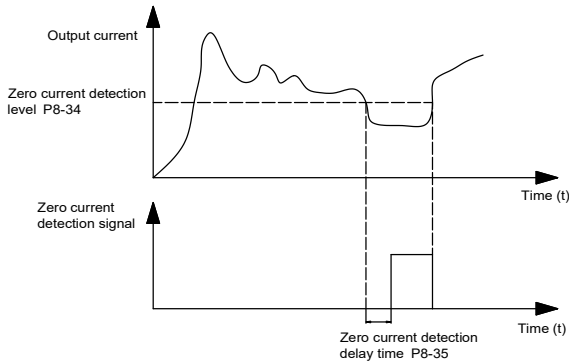 Output current
Zero current detection
level P8-34
Time (t)
Zero current
detection signal
Time (t)
Zero current detection
delay time P8-35